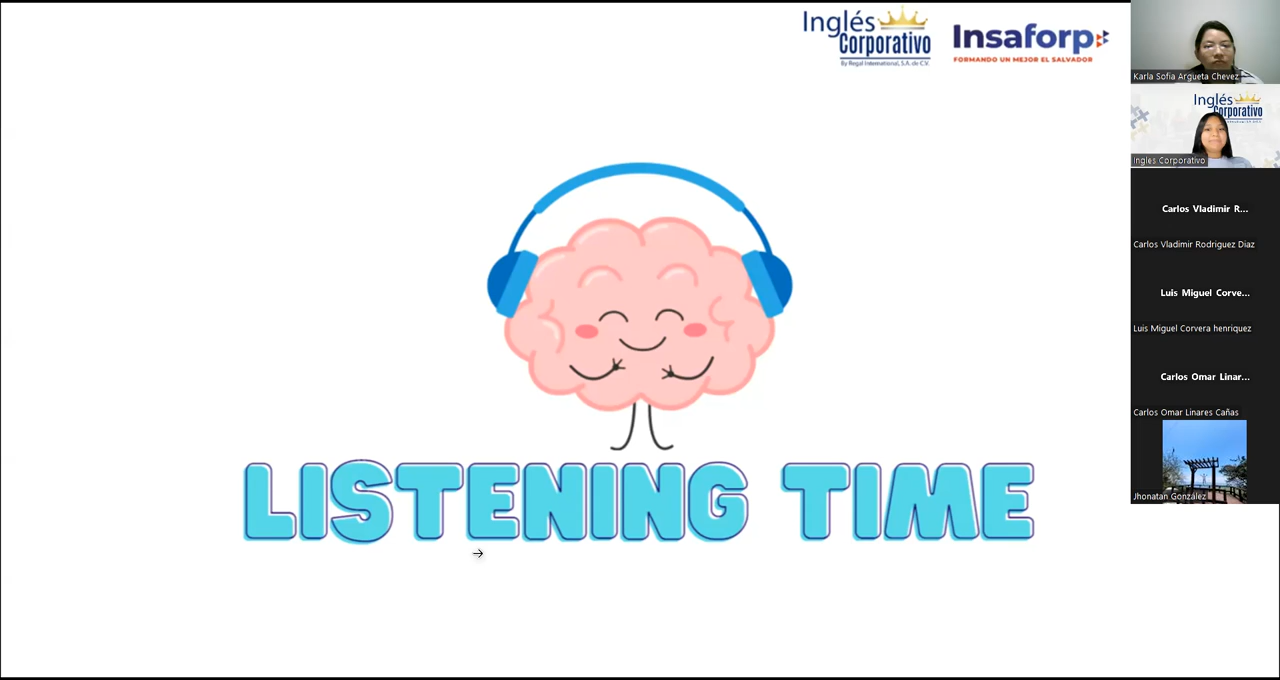 Inglés
Corporativo
By Regal International, S.A. de C.V.
Insaforp
FORMANDO UN MEJOR EL SALVADOR
LISTENING TIME
Karla Sofia Argueta Chevez
Inglés
Corporativo
Ingles Corporativo
Carlos Vladimir R...
Carlos Vladimir Rodriguez Diaz
Luis Miguel Corve...
Luis Miguel Corvera henriquez
Carlos Omar Linar...
Carlos Omar Linares Cañas
Jhonatan González